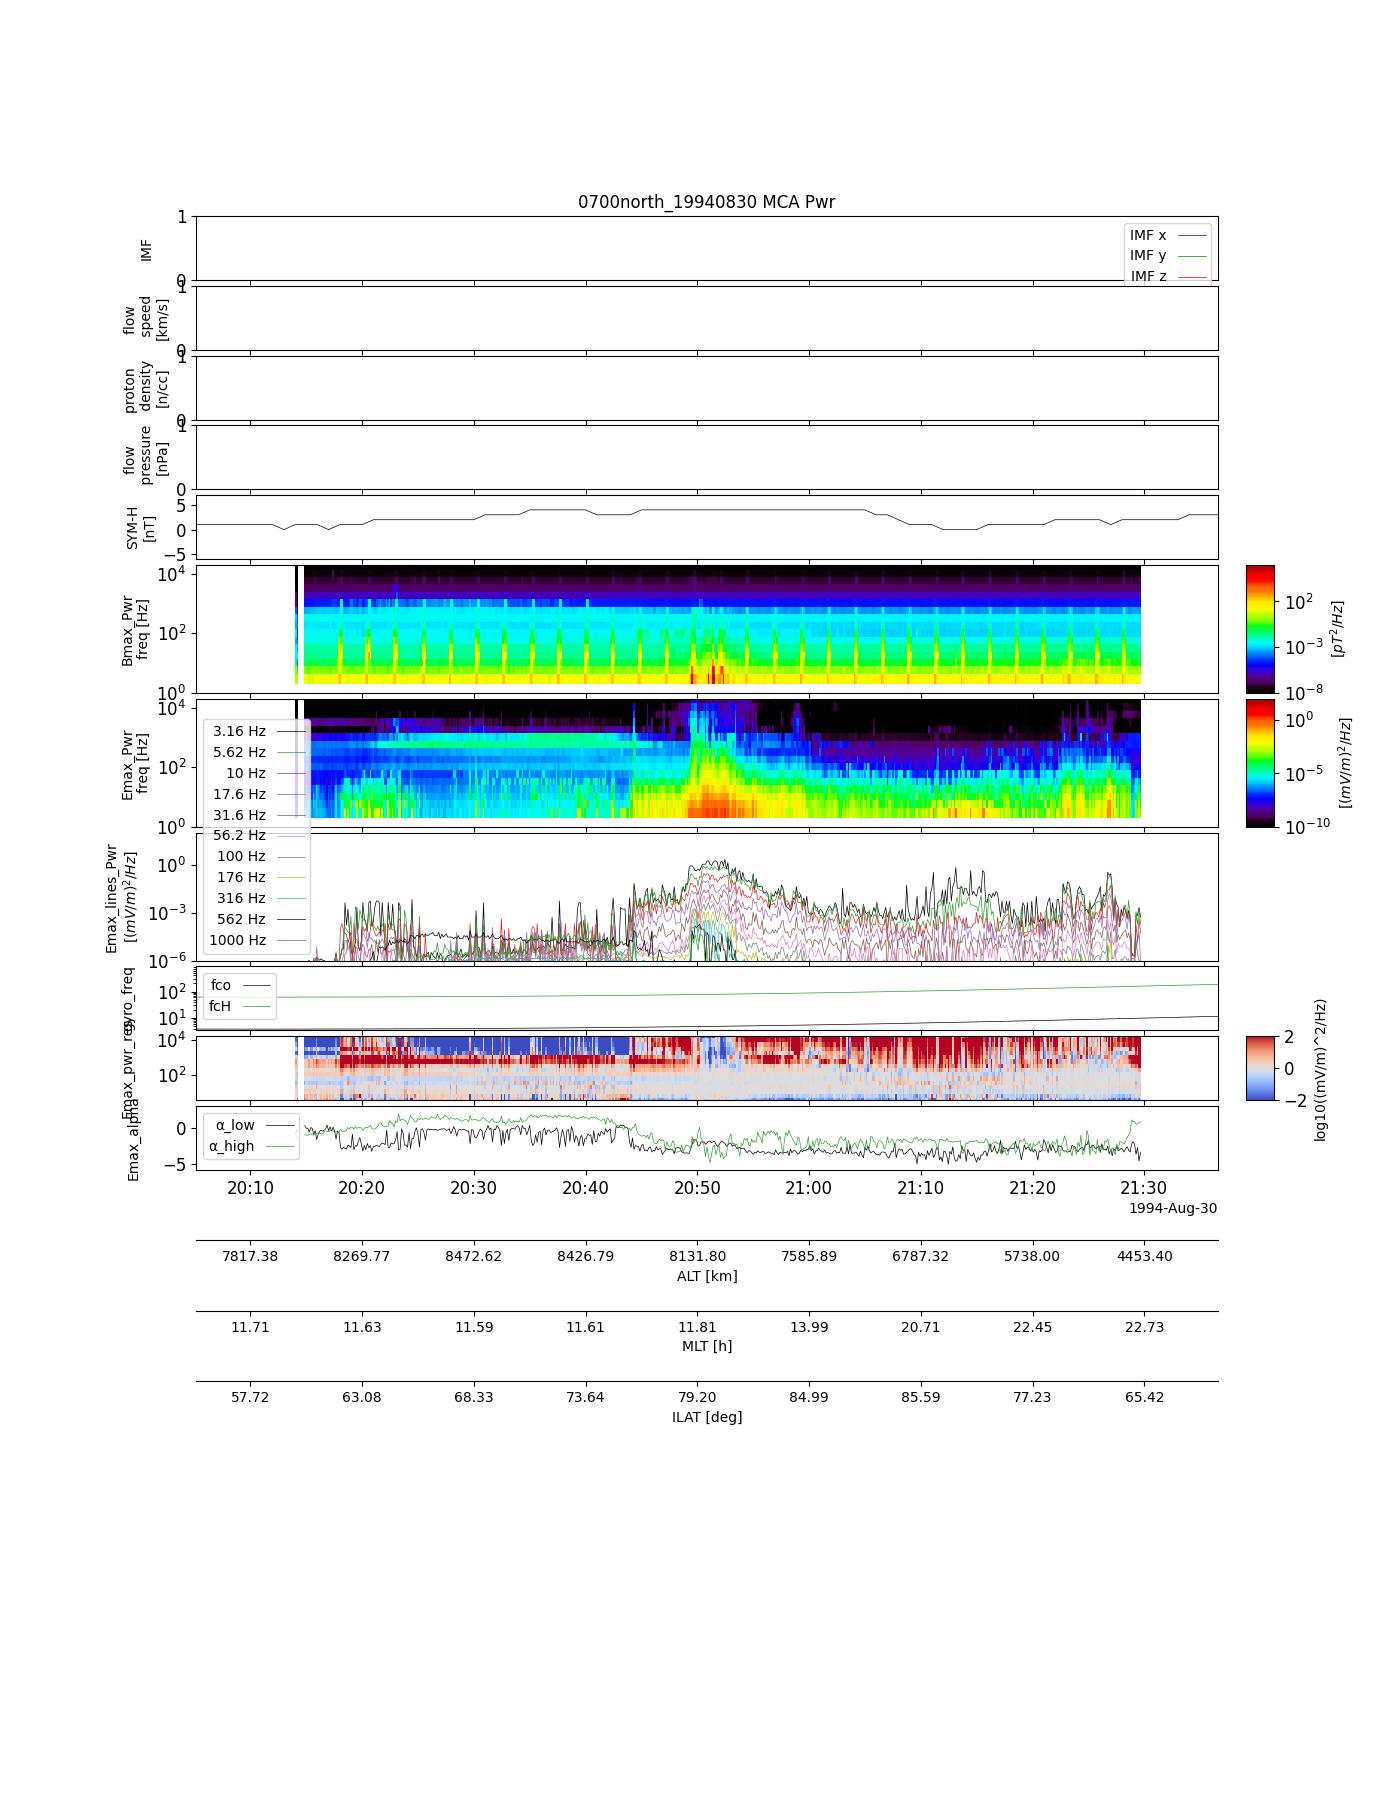 0700north_19940830 MCA Pwr
1
0
IMF
IMF x
IMF y
IMF z
1
0
flow
speed
[km/s]
1
0
proton
density
[n/cc]
1
0
flow
pressure
[nPa]
5
0
−5
SYM-H
[nT]
10^4
10^2
10^0
Bmax_Pwr
freq [Hz]
10^2
10^−3
10^−8
[pT^2/Hz]
10^4
10^2
10^0
Emax_Pwr
freq [Hz]
10^0
10^−5
10^−10
[(mV/m)^2/Hz]
3.16 Hz
5.62 Hz
10 Hz
17.6 Hz
31.6 Hz
56.2 Hz
100 Hz
176 Hz
316 Hz
562 Hz
1000 Hz
10^0
10^−3
10^−6
Emax_lines_Pwr
[(mV/m)^2/Hz]
fco
fcH
10^2
10^1
gyro_freq
10^4
10^2
Emax_pwr_reg
2
0
−2
log10((mV/m)^2/Hz)
α_low
α_high
0
−5
Emax_alpha
20:10 20:20 20:30 20:40 20:50 21:00 21:10 21:20 21:30
1994-Aug-30
7817.38 8269.77 8472.62 8426.79 8131.80 7585.89 6787.32 5738.00 4453.40
ALT [km]
11.71 11.63 11.59 11.61 11.81 13.99 20.71 22.45 22.73
MLT [h]
57.72 63.08 68.33 73.64 79.20 84.99 85.59 77.23 65.42
ILAT [deg]